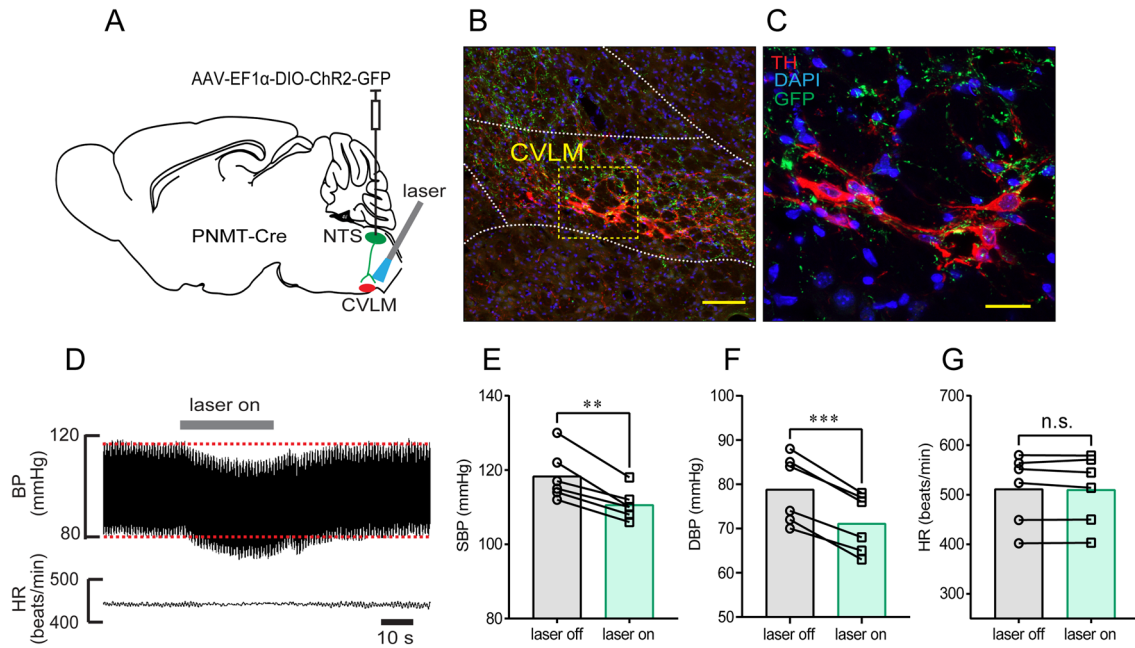 A
AAV-EF1α-DIO-ChR2-GFP
laser
PNMT-Cre
NTS
CVLM
B
CVLM
C
TH
DAPI
GFP
D
laser on
120
80
BP
(mmHg)
500
400
HR
(beats/min)
10 s
E
140
120
100
80
SBP (mmHg)
**
laser off
laser on
F
100
90
80
70
60
50
DBP (mmHg)
***
laser off
laser on
G
700
600
500
400
300
HR (beats/min)
n.s.
laser off
laser on